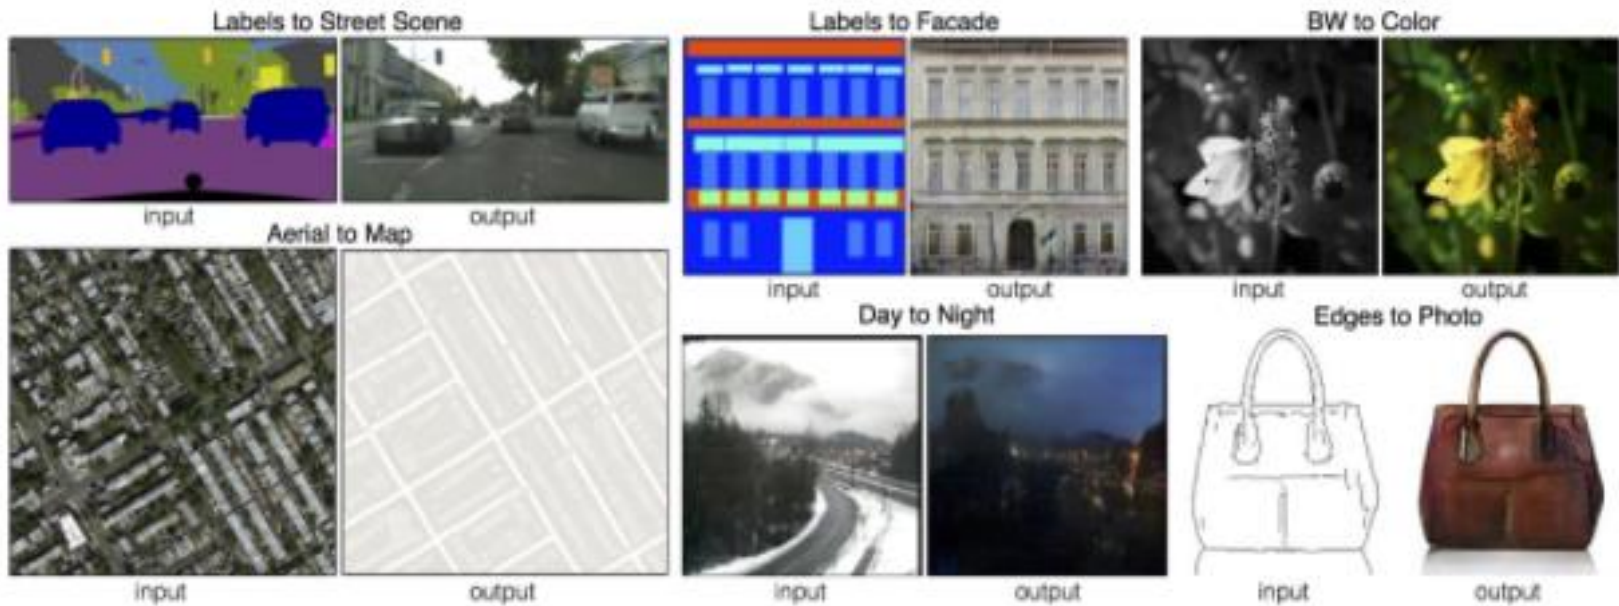 Labels to Street Scene
input
output
Aerial to Map
input
output
Labels to Facade
input
output
Day to Night
input
output
BW to Color
input
output
Edges to Photo
input
output